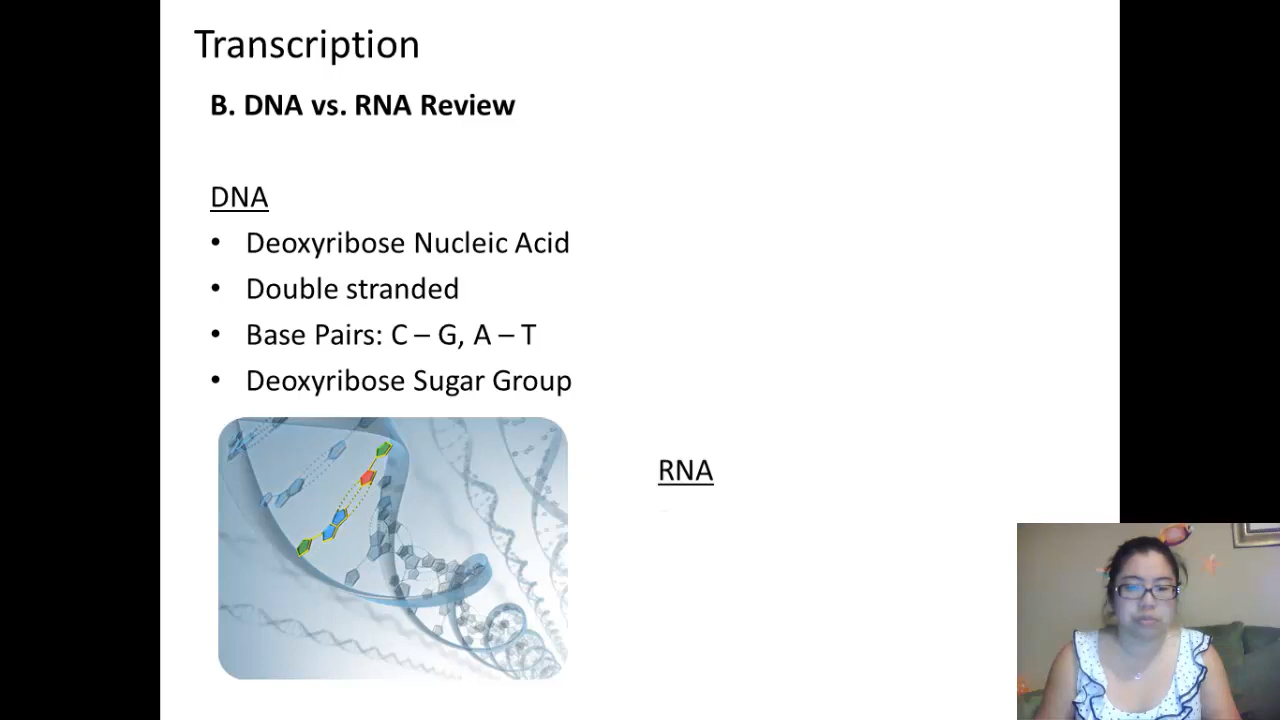 Transcription
B. DNA vs. RNA Review
DNA
• Deoxyribose Nucleic Acid
• Double stranded
• Base Pairs: C – G, A – T
• Deoxyribose Sugar Group
RNA